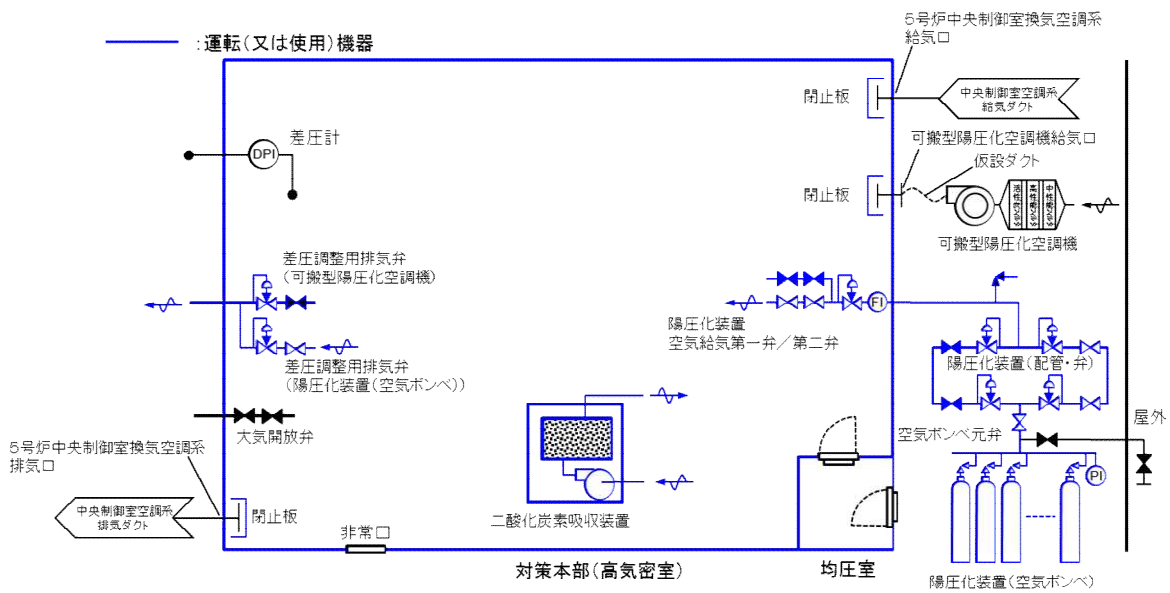 ：運転（又は使用）機器
5号炉中央制御室換気空調系
給気口
閉止板
中央制御室空調系
給気ダクト
差圧計
DPI
可搬型陽圧化空調機給気口
仮設ダクト
閉止板
可搬型陽圧化空調機
差圧調整用排気弁
（可搬型陽圧化空調機）
FI
陽圧化装置
空気給気第一弁／第二弁
差圧調整用排気弁
（陽圧化装置（空気ボンベ））
陽圧化装置（配管・弁）
大気開放弁
空気ボンベ元弁
屋外
5号炉中央制御室換気空調系
排気口
PI
中央制御室空調系
排気ダクト
閉止板
二酸化炭素吸収装置
非常口
対策本部（高気密室）
均圧室
陽圧化装置（空気ボンベ）